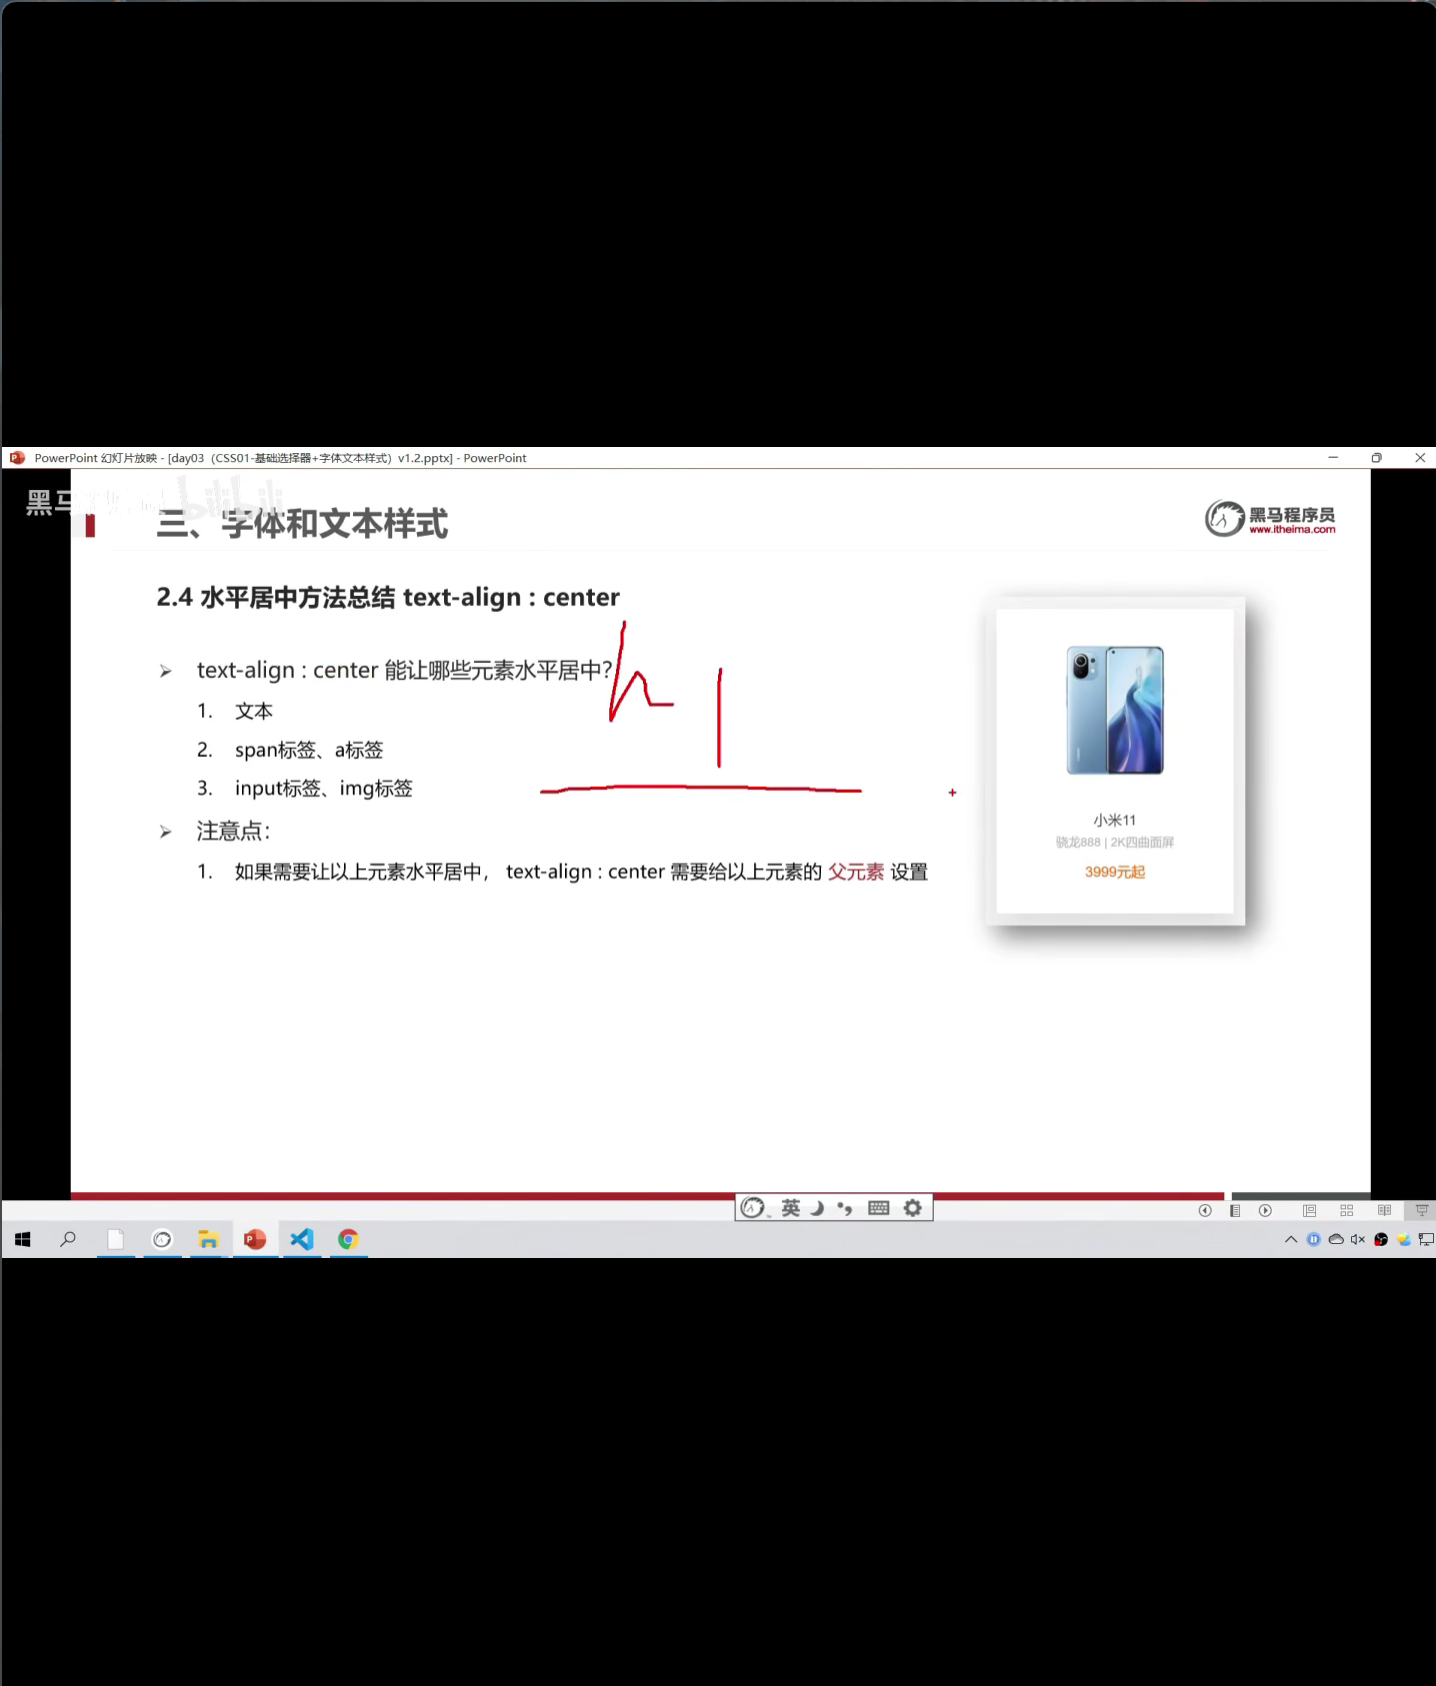 PowerPoint 幻灯片放映 - [day03（CSS01-基础选择器+字体文本样式）v1.2.pptx] - PowerPoint
黑马 bilibili
三、字体和文本样式
黑马程序员
www.itheima.com
2.4 水平居中方法总结 text-align : center
➢ text-align : center 能让哪些元素水平居中？
h 1
1. 文本
2. span标签、a标签
3. input标签、img标签
➢ 注意点：
1. 如果需要让以上元素水平居中， text-align : center 需要给以上元素的 父元素 设置
小米11
骁龙888 | 2K四曲面屏
3999元起
英